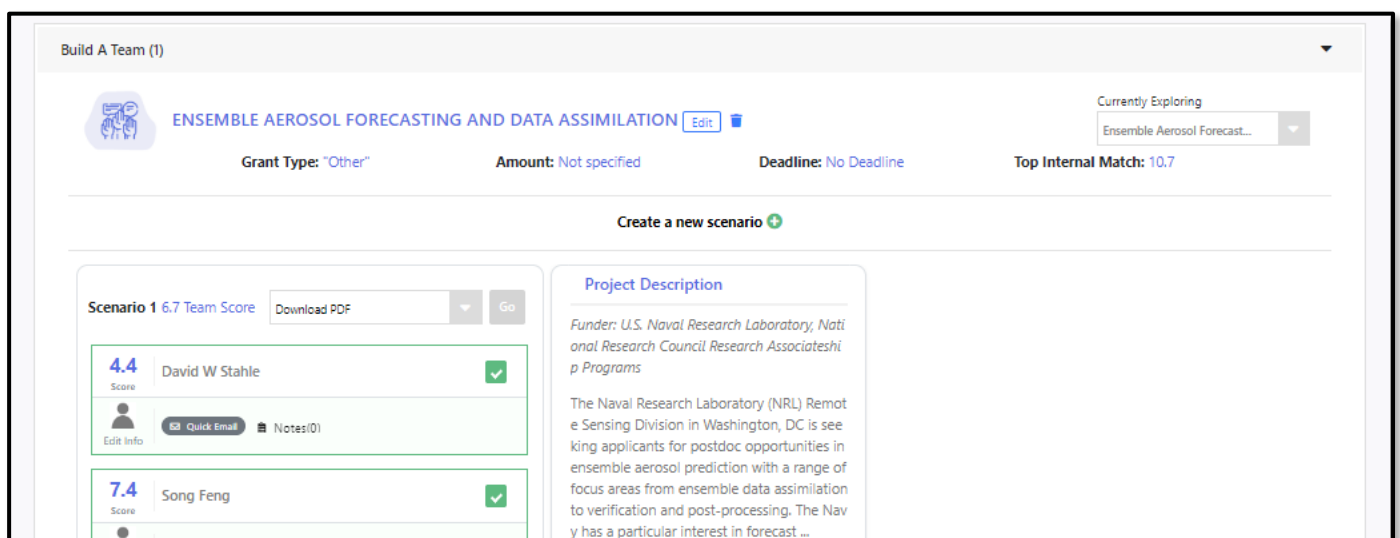 Build A Team (1)
ENSEMBLE AEROSOL FORECASTING AND DATA ASSIMILATION Edit
Currently Exploring
Ensemble Aerosol Forecast...
Grant Type: "Other" Amount: Not specified Deadline: No Deadline Top Internal Match: 10.7
Create a new scenario
Scenario 1 6.7 Team Score Download PDF Go
4.4
Score
David W Stahle
Edit Info
Quick Email Notes(0)
7.4
Score
Song Feng
Project Description
Funder: U.S. Naval Research Laboratory, Nati
onal Research Council Research Associateshi
p Programs
The Naval Research Laboratory (NRL) Remot
e Sensing Division in Washington, DC is see
king applicants for postdoc opportunities in
ensemble aerosol prediction with a range of
focus areas from ensemble data assimilation
to verification and post-processing. The Nav
y has a particular interest in forecast ...